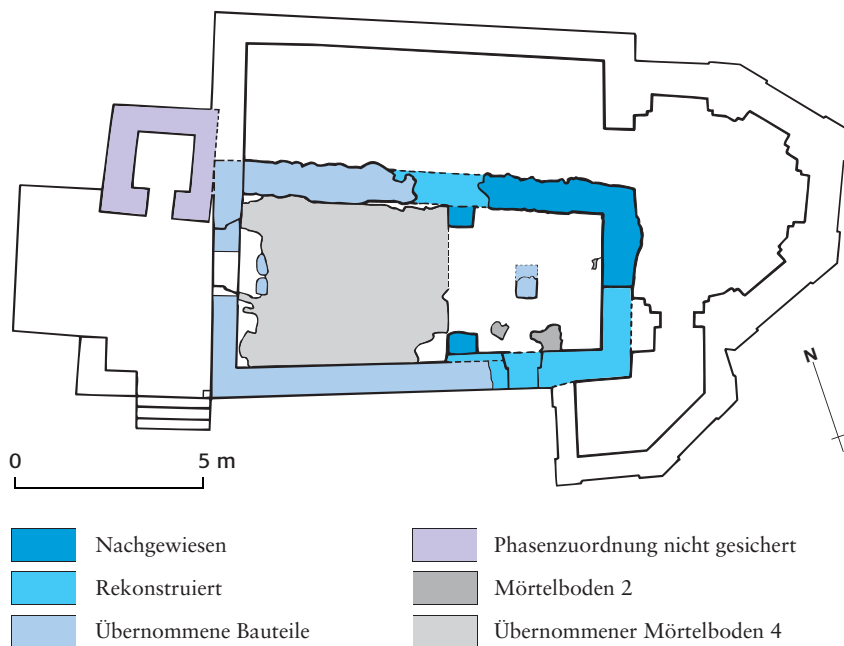 N
0 5 m
Nachgewiesen
Rekonstruiert
Übernommene Bauteile
Phasenzuordnung nicht gesichert
Mörtelboden 2
Übernommener Mörtelboden 4